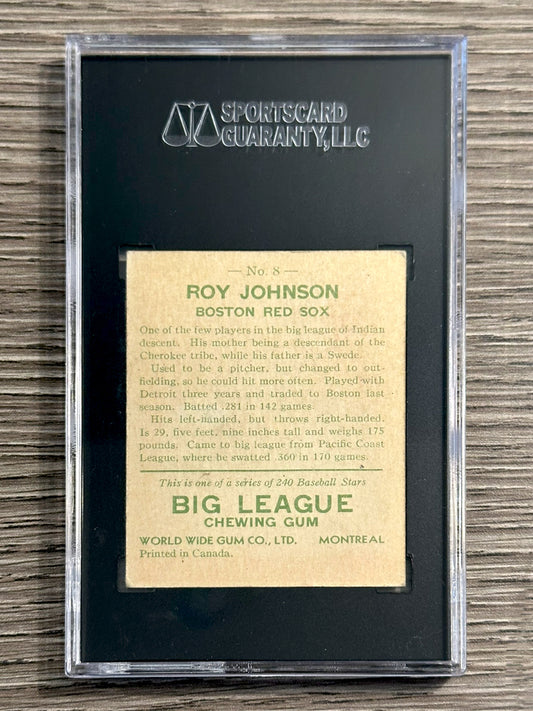 SPORTSCARD
GUARANTY, LLC
— No. 8 —
ROY JOHNSON
BOSTON RED SOX
One of the few players in the big league of Indian
descent. His mother being a descendant of the
Cherokee tribe, while his father is a Swede.
Used to be a pitcher, but changed to out-
fielding, so he could hit more often. Played with
Detroit three years and traded to Boston last
season. Batted .281 in 142 games.
Hits left-handed, but throws right-handed.
Is 29, five feet, nine inches tall and weighs 175
pounds. Came to big league from Pacific Coast
League, where he swatted .360 in 170 games.
This is one of a series of 240 Baseball Stars
BIG LEAGUE
CHEWING GUM
WORLD WIDE GUM CO., LTD. MONTREAL
Printed in Canada.